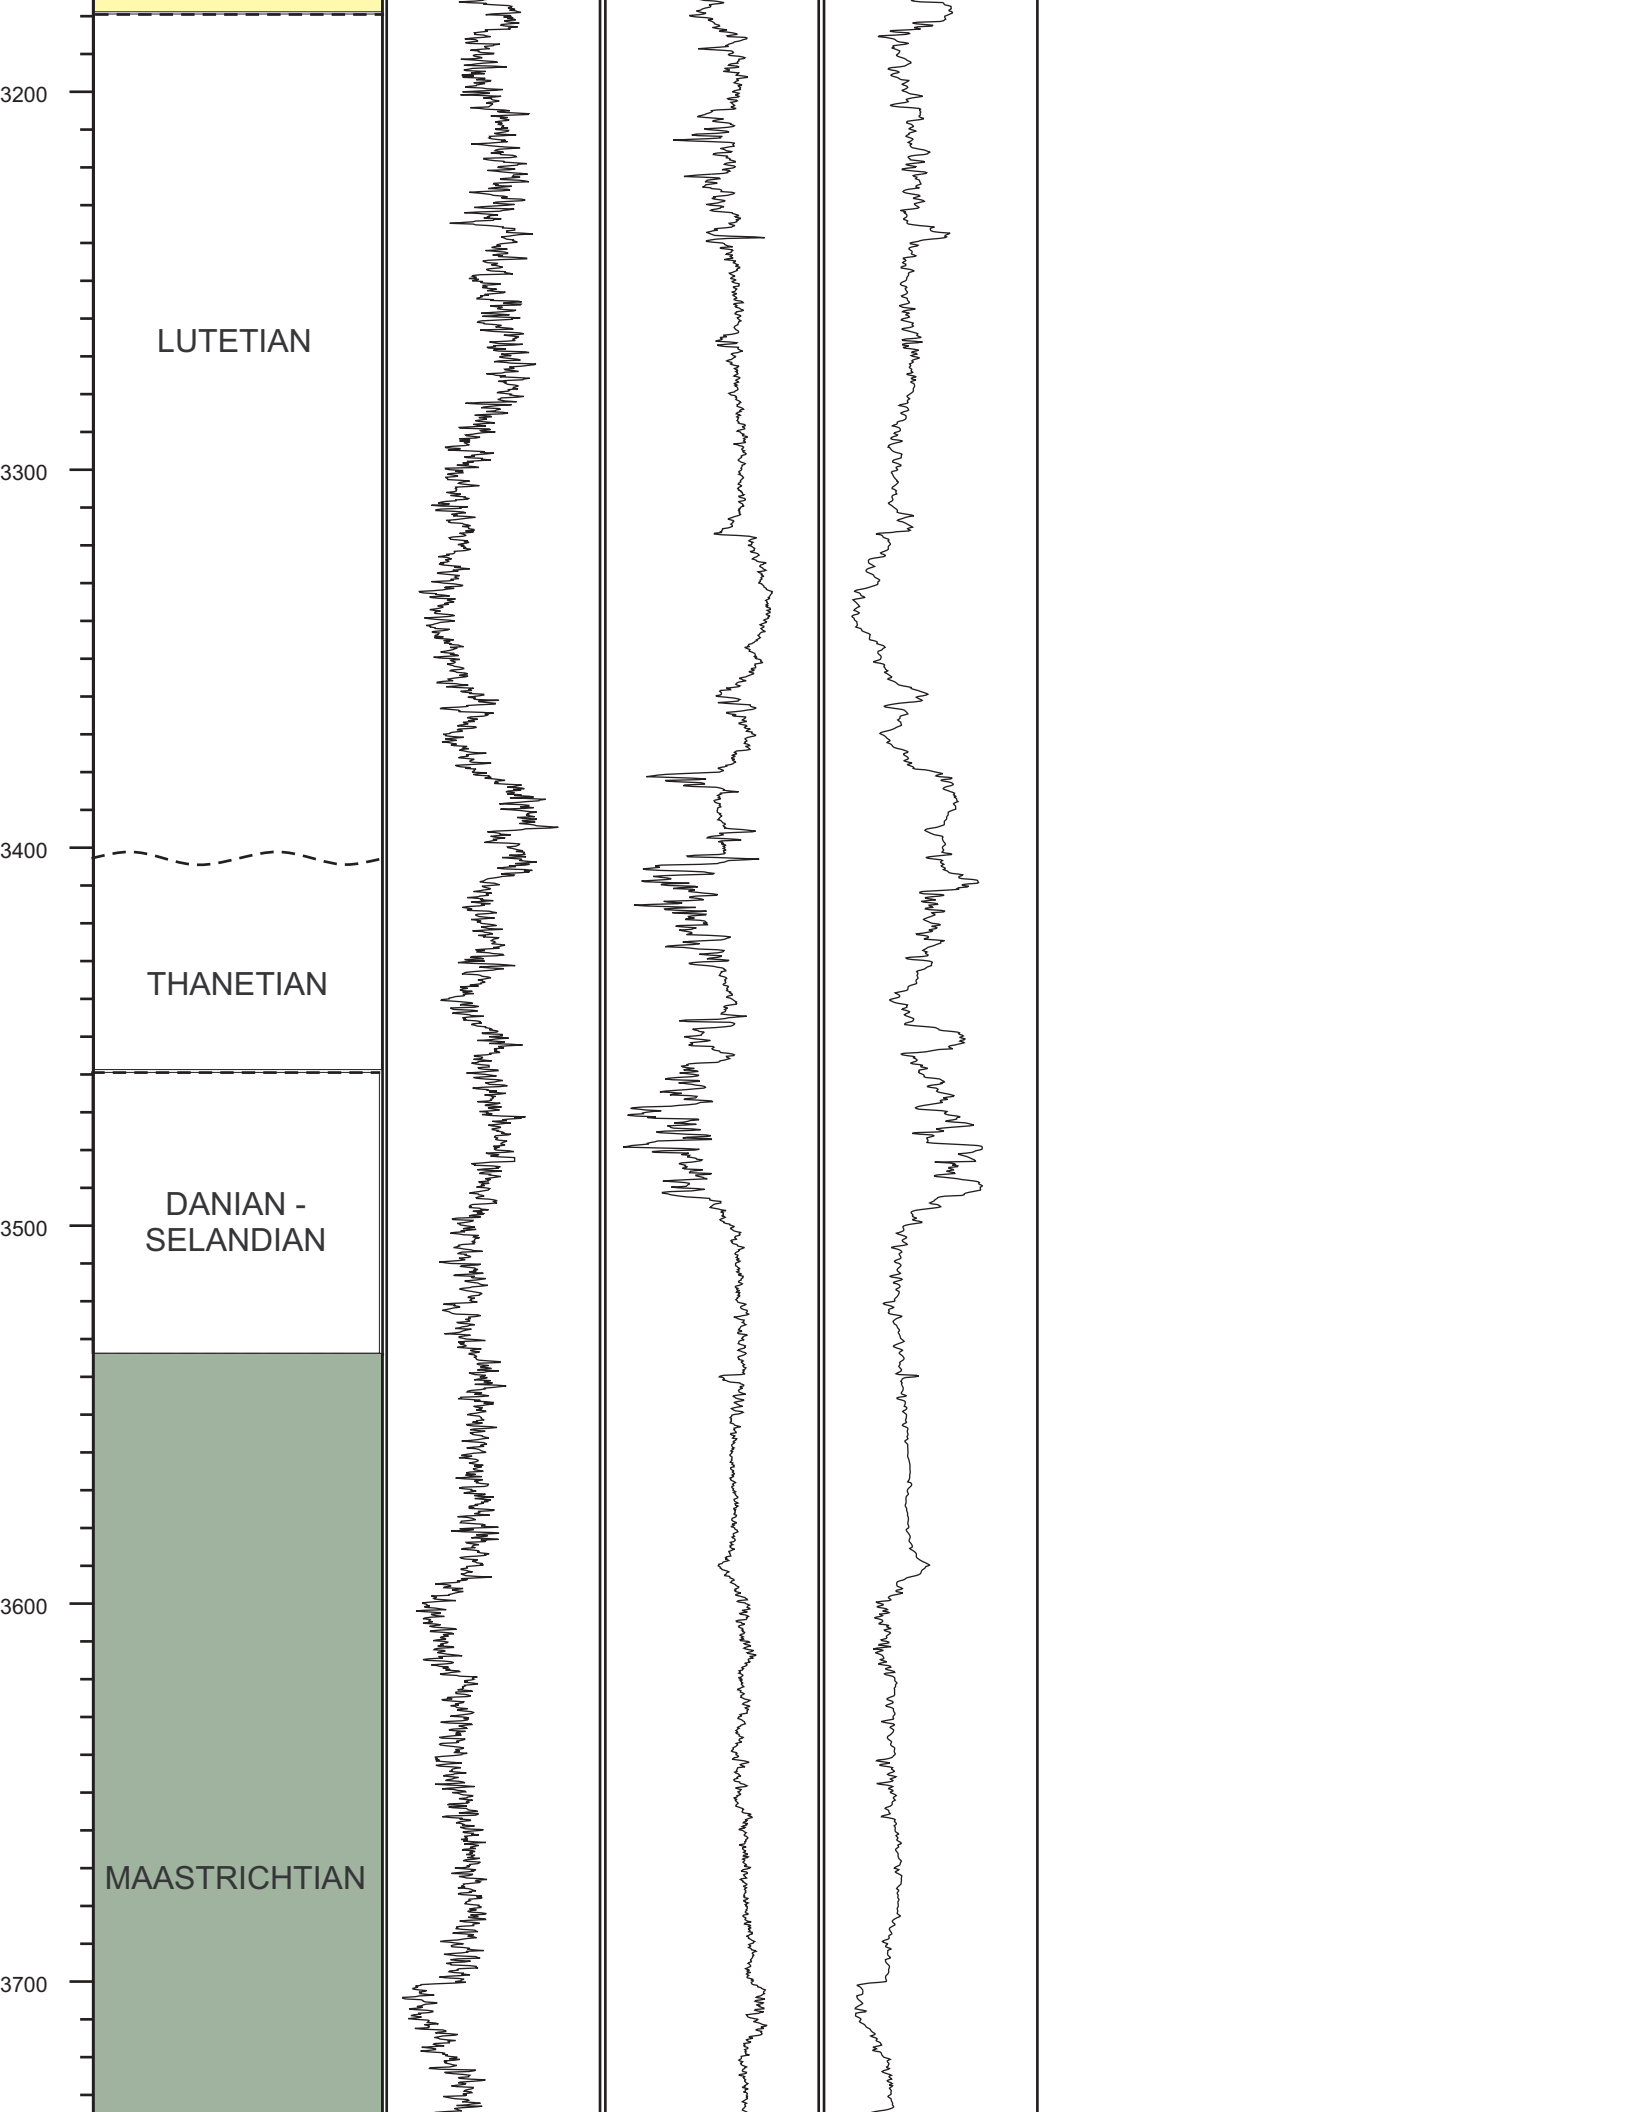 3200
LUTETIAN
3300
3400
THANETIAN
DANIAN -
SELANDIAN
3500
3600
MAASTRICHTIAN
3700